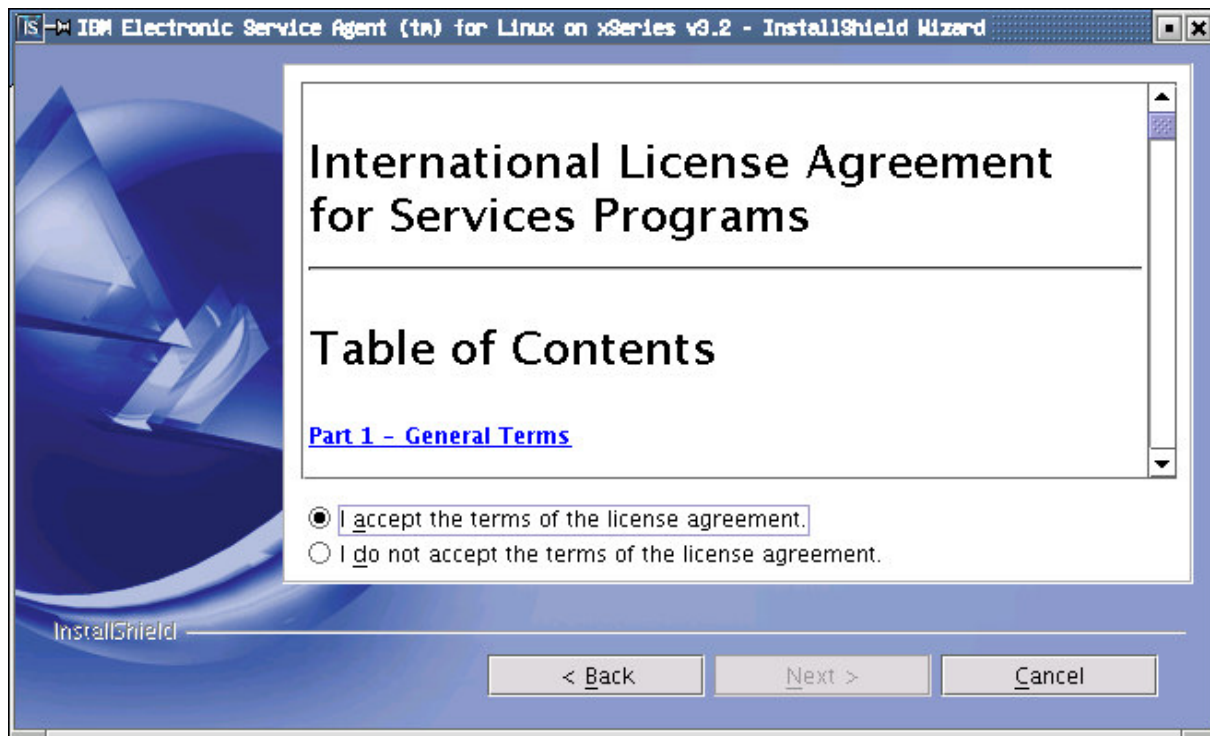 IS IBM Electronic Service Agent (tm) for Linux on xSeries v3.2 - InstallShield Wizard
International License Agreement
for Services Programs
Table of Contents
Part 1 – General Terms
I accept the terms of the license agreement.
I do not accept the terms of the license agreement.
InstallShield
< Back
Next >
Cancel